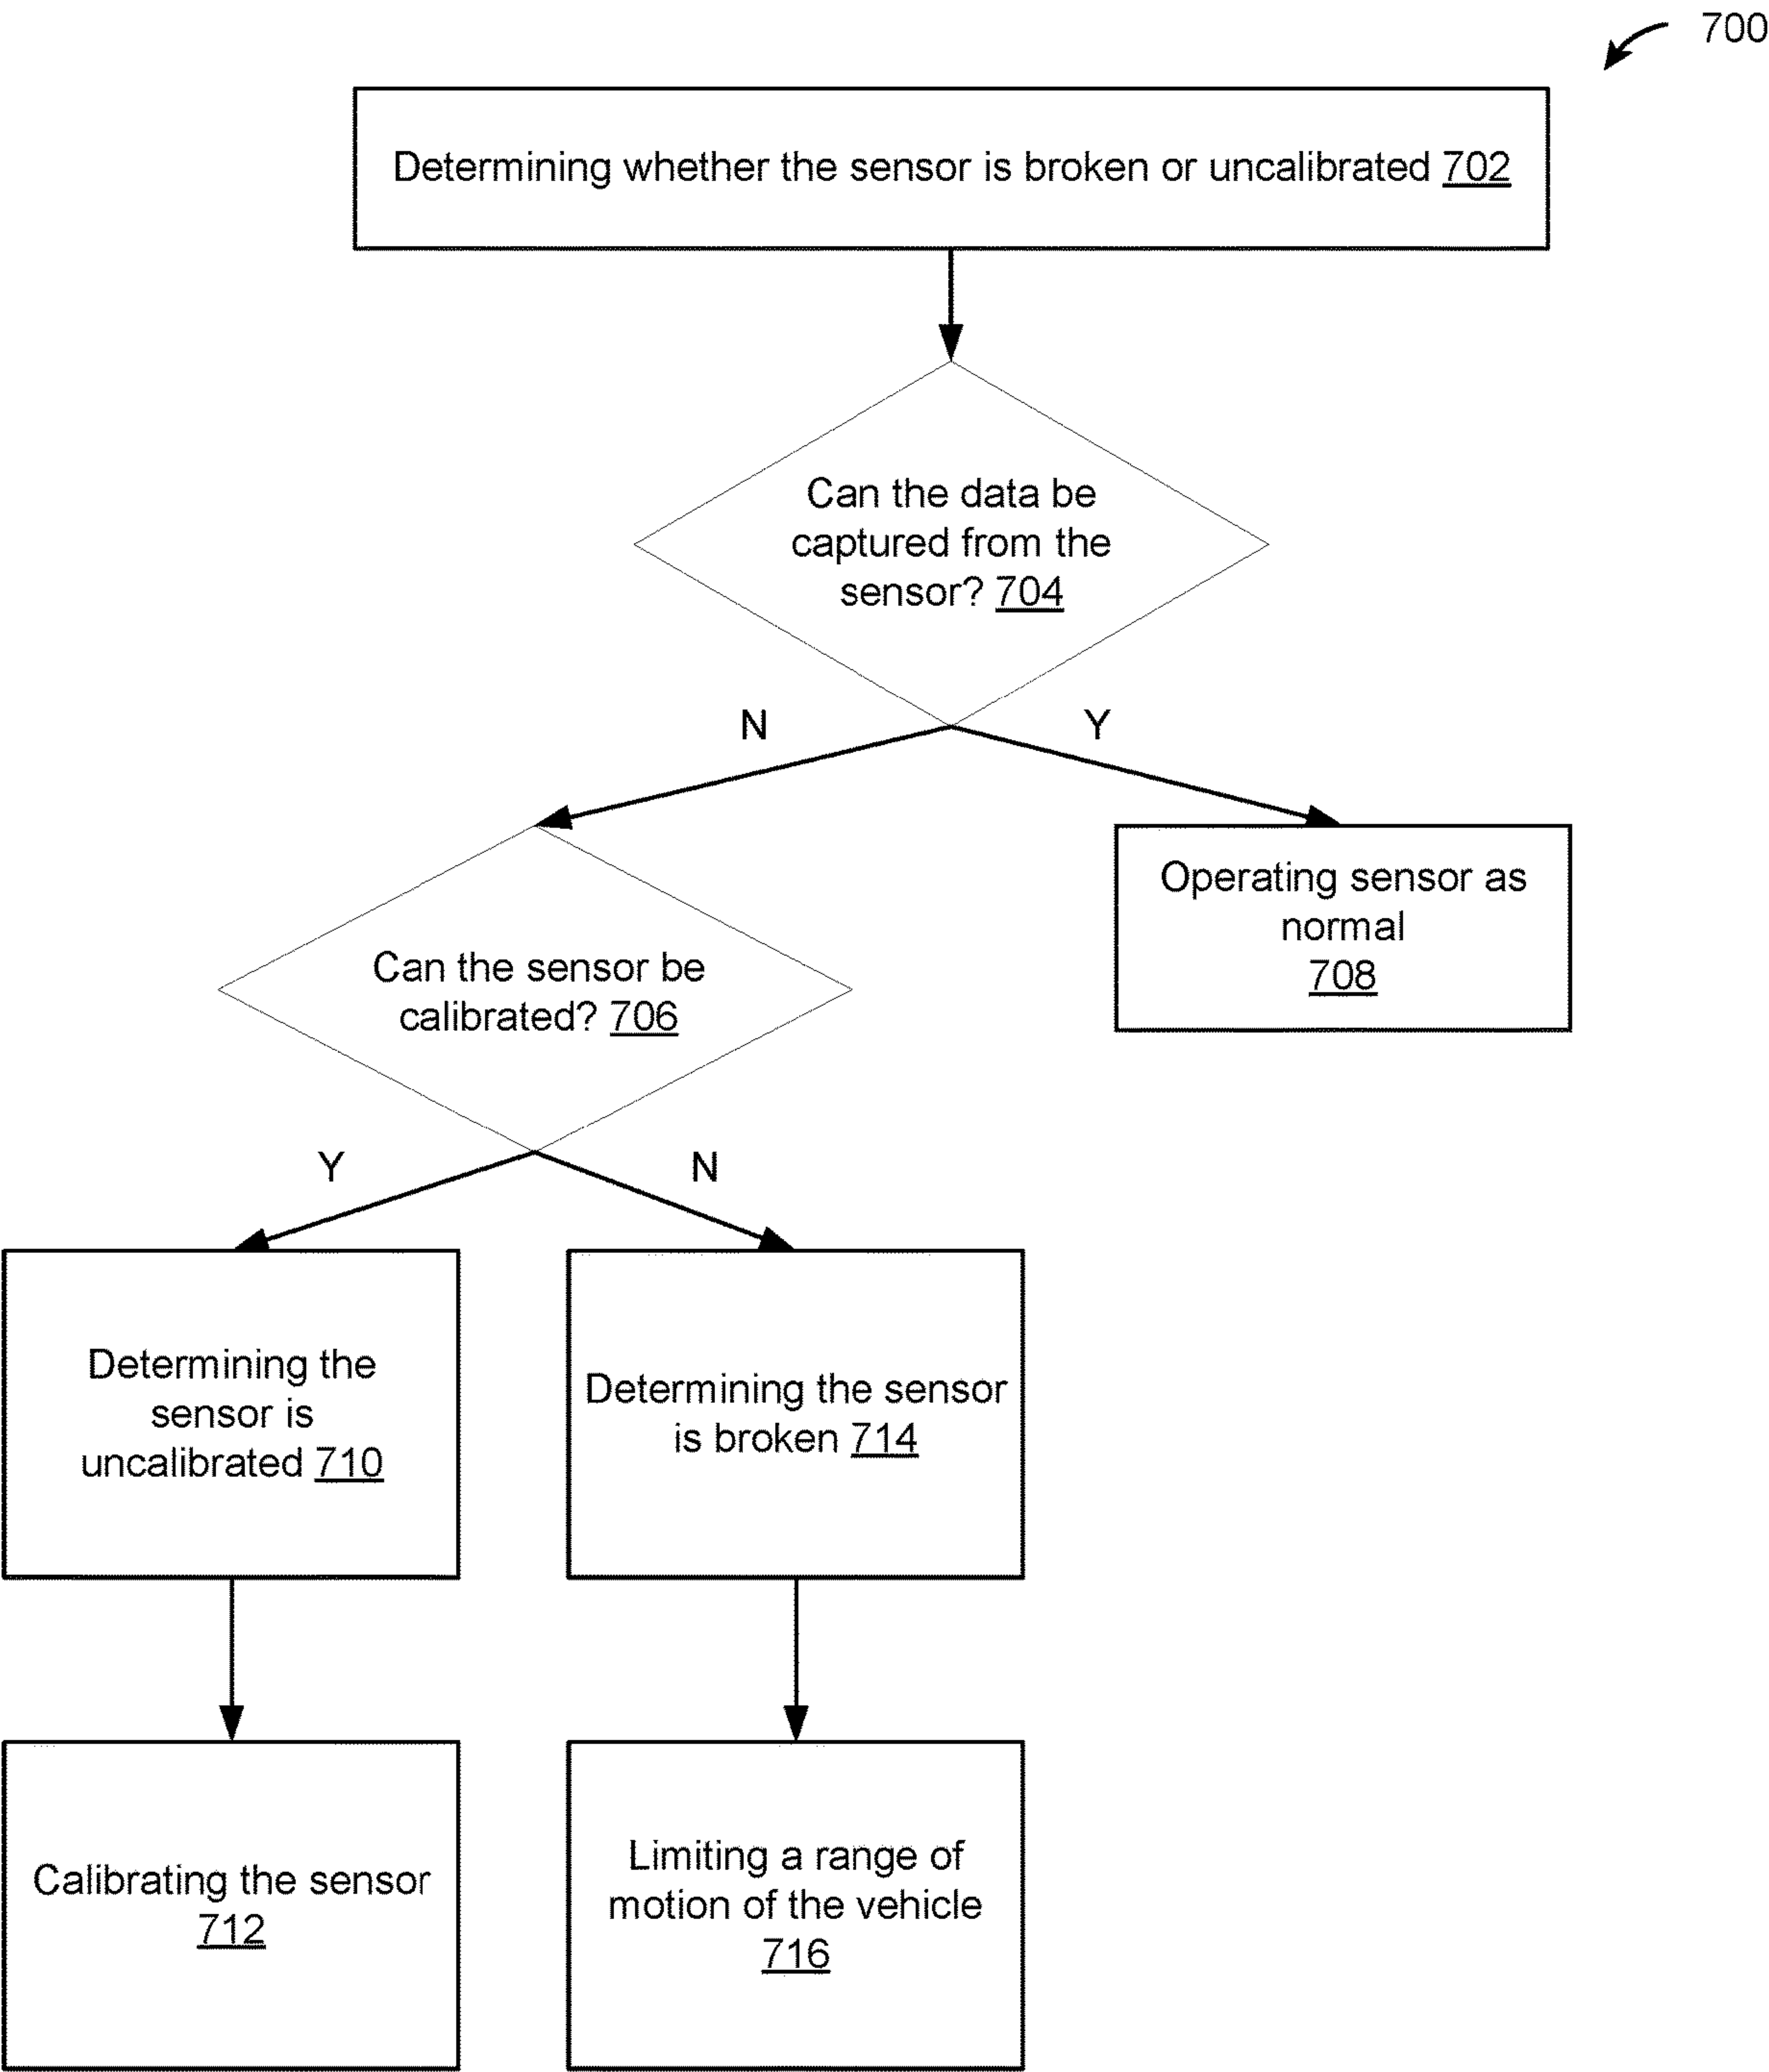 700
Determining whether the sensor is broken or uncalibrated 702
Can the data be
captured from the
sensor? 704
N
Y
Operating sensor as
normal
708
Can the sensor be
calibrated? 706
Y
N
Determining the
sensor is
uncalibrated 710
Determining the sensor
is broken 714
Calibrating the sensor
712
Limiting a range of
motion of the vehicle
716